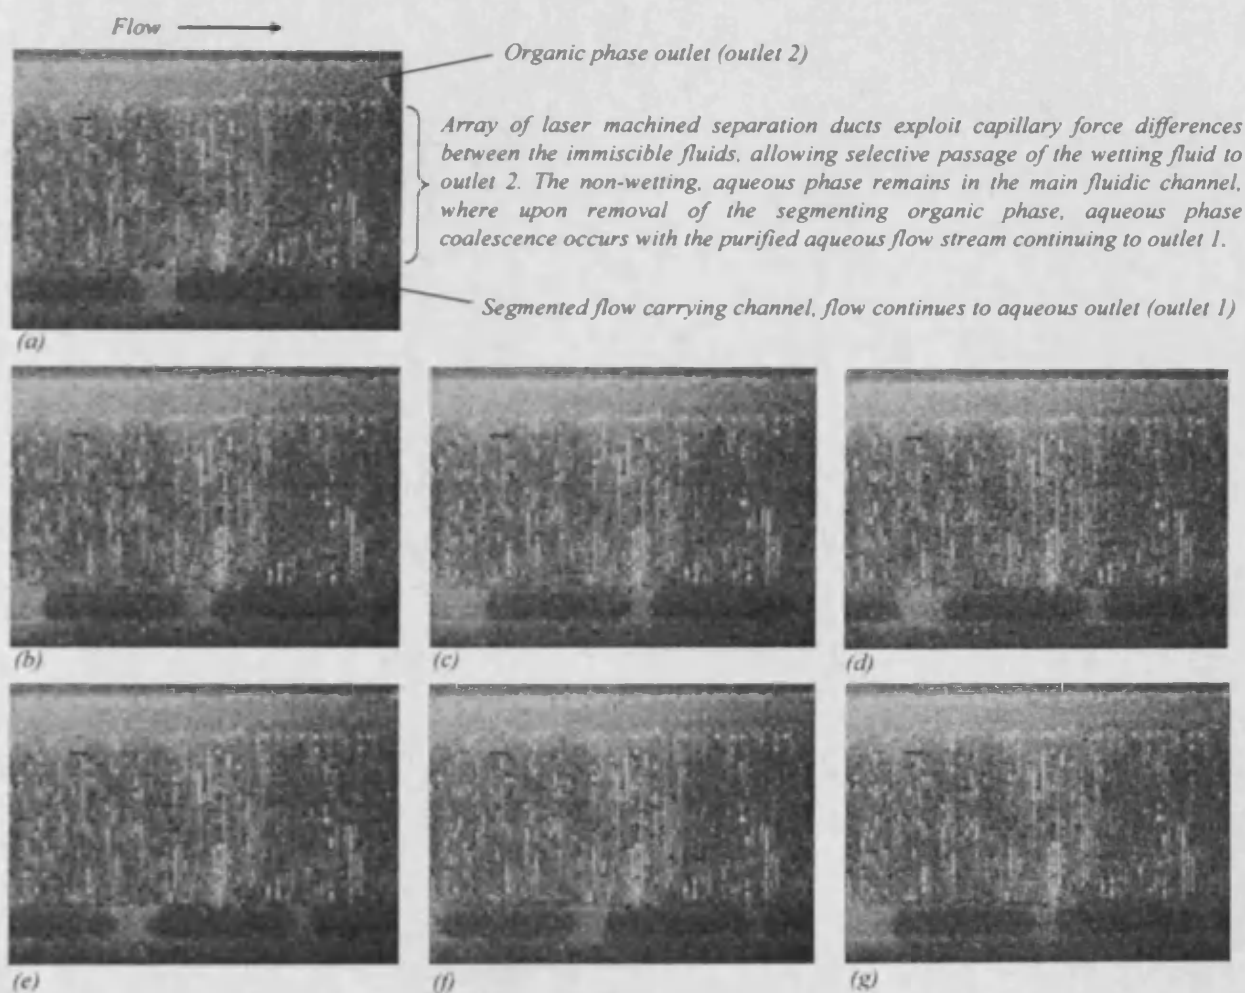 Flow
Organic phase outlet (outlet 2)
Array of laser machined separation ducts exploit capillary force differences
between the immiscible fluids, allowing selective passage of the wetting fluid to
outlet 2. The non-wetting, aqueous phase remains in the main fluidic channel,
where upon removal of the segmenting organic phase, aqueous phase
coalescence occurs with the purified aqueous flow stream continuing to outlet 1.
Segmented flow carrying channel, flow continues to aqueous outlet (outlet 1)
(a)
(b)
(c)
(d)
(e)
(f)
(g)